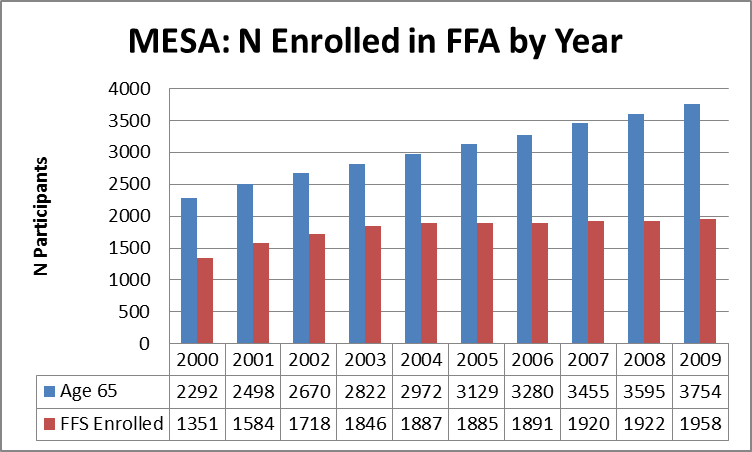 MESA: N Enrolled in FFA by Year
N Participants
4000
3500
3000
2500
2000
1500
1000
500
0
2000 2001 2002 2003 2004 2005 2006 2007 2008 2009
Age 65 2292 2498 2670 2822 2972 3129 3280 3455 3595 3754
FFS Enrolled 1351 1584 1718 1846 1887 1885 1891 1920 1922 1958